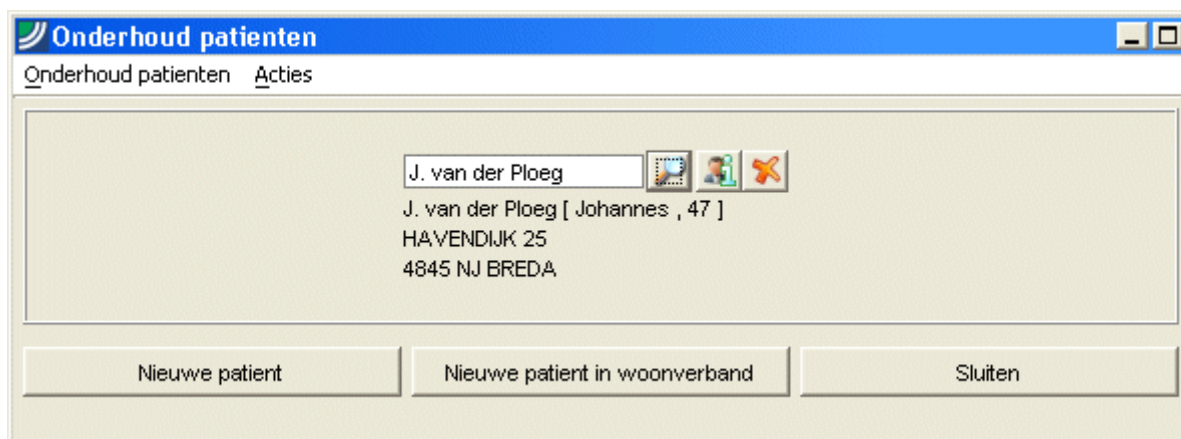 Onderhoud patienten
Onderhoud patienten Acties
J. van der Ploeg
J. van der Ploeg [ Johannes , 47 ]
HAVENDIJK 25
4845 NJ BREDA
Nieuwe patient Nieuwe patient in woonverband Sluiten